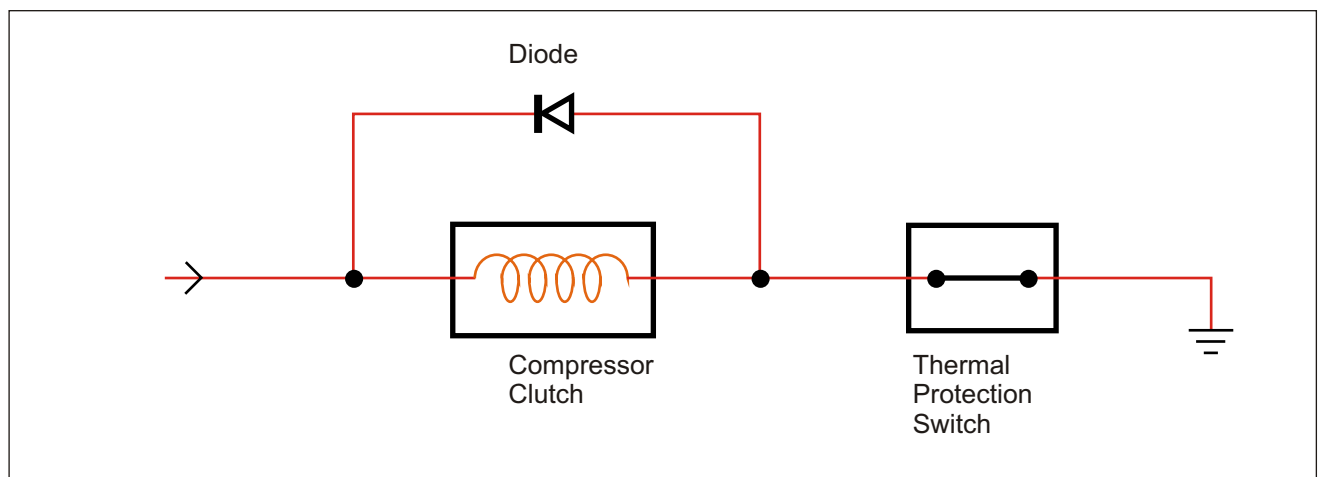 Diode
Compressor
Clutch
Thermal
Protection
Switch